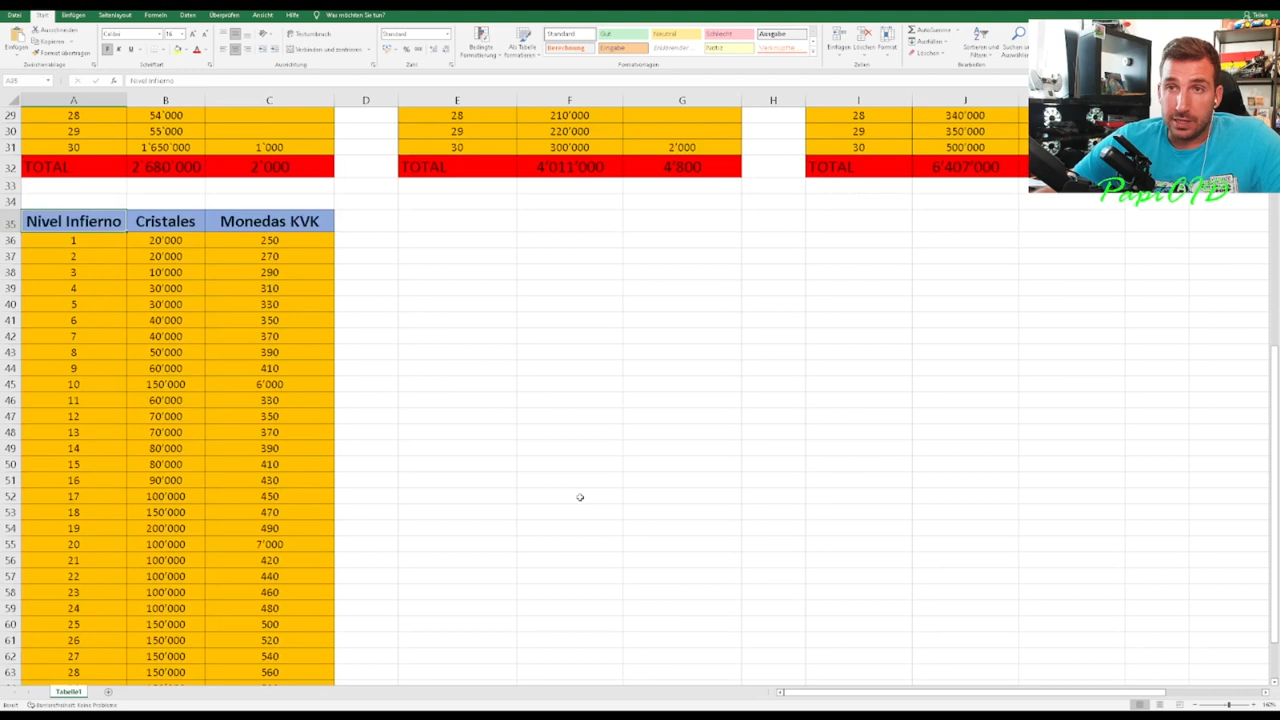 Datei Start Einfügen Seitenlayout Formeln Daten Überprüfen Ansicht Hilfe Was möchten Sie tun? Teilen
Ausschneiden Calibri 16 Textumbruch Standard Standard Gut Neutral Schlecht Ausgabe AutoSumme
Einfügen Kopieren Bedingte Als Tabelle Berechnung Eingabe Notiz Einfügen Löschen Format Ausfüllen Sortieren und Suchen und
Format übertragen Verbinden und zentrieren Formatierung Löschen Filtern
Zwischenablage Schriftart Ausrichtung Zahl Formatvorlagen Zellen Bearbeiten
A35 Nivel Infierno
A B C D E F G H I J
29 28 54'000 28 210'000 28 340'000
30 29 55'000 29 220'000 29 350'000
31 30 1'650'000 1'000 30 300'000 2'000 30 500'000
32 TOTAL 2'680'000 2'000 TOTAL 4'011'000 4'800 TOTAL 6'407'000
PapiCID
33
34
35 Nivel Infierno Cristales Monedas KVK
36 1 20'000 250
37 2 20'000 270
38 3 10'000 290
39 4 30'000 310
40 5 30'000 330
41 6 40'000 350
42 7 40'000 370
43 8 50'000 390
44 9 60'000 410
45 10 150'000 6'000
46 11 60'000 330
47 12 70'000 350
48 13 70'000 370
49 14 80'000 390
50 15 80'000 410
51 16 90'000 430
52 17 100'000 450
53 18 150'000 470
54 19 200'000 490
55 20 100'000 7'000
56 21 100'000 420
57 22 100'000 440
58 23 100'000 460
59 24 100'000 480
60 25 150'000 500
61 26 150'000 520
62 27 150'000 540
63 28 150'000 560
Tabelle1
Bereit Barrierefreiheit: Keine Probleme 160%